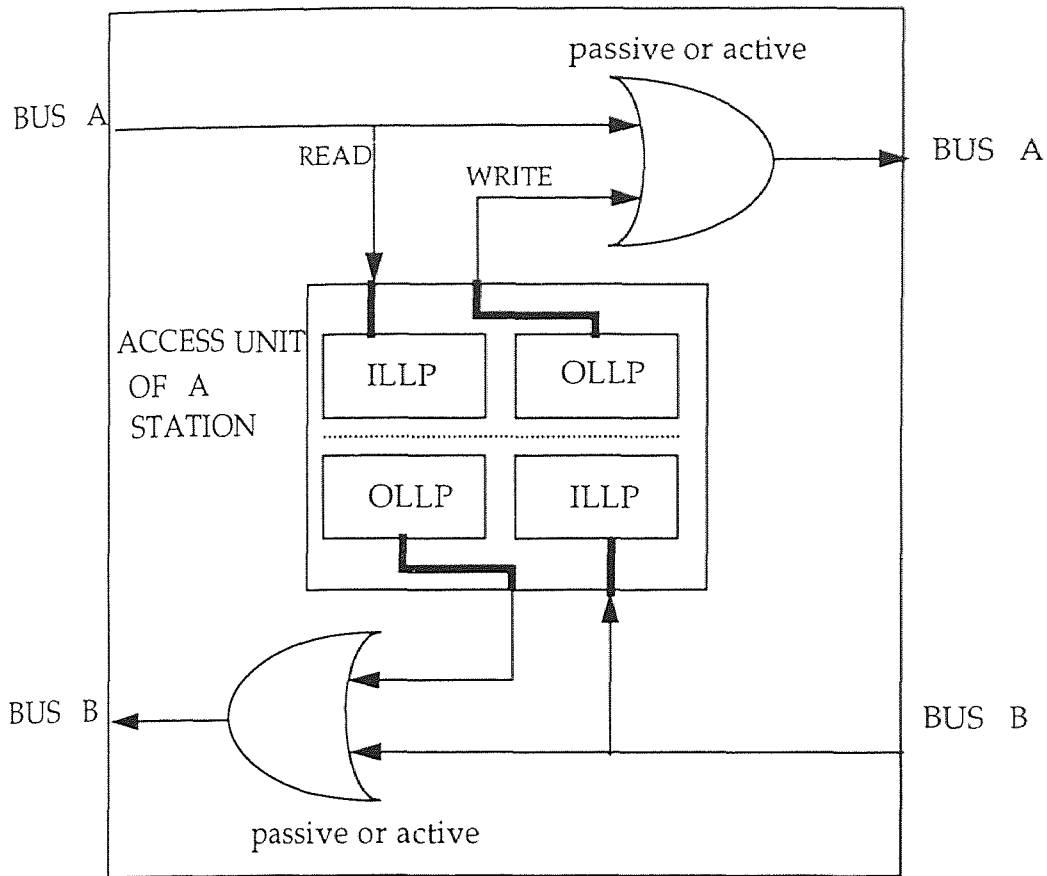 passive or active
BUS A
BUS A
READ
WRITE
ACCESS UNIT
OF A
STATION
ILLP
OLLP
OLLP
ILLP
BUS B
BUS B
passive or active